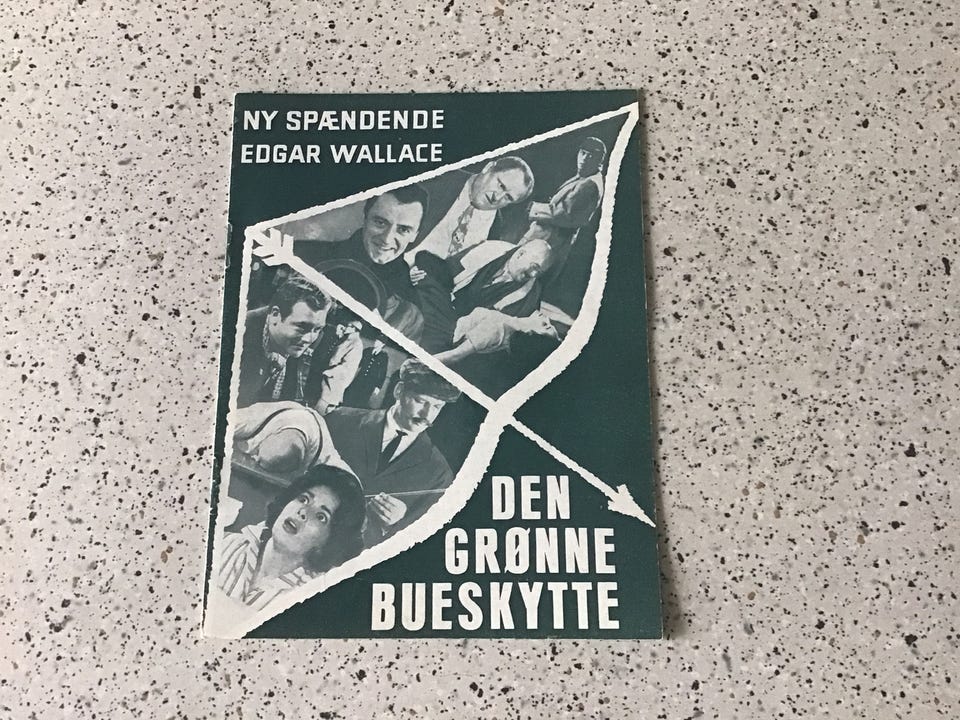 NY SPÆNDENDE
EDGAR WALLACE
DEN
GRØNNE
BUESKYTTE